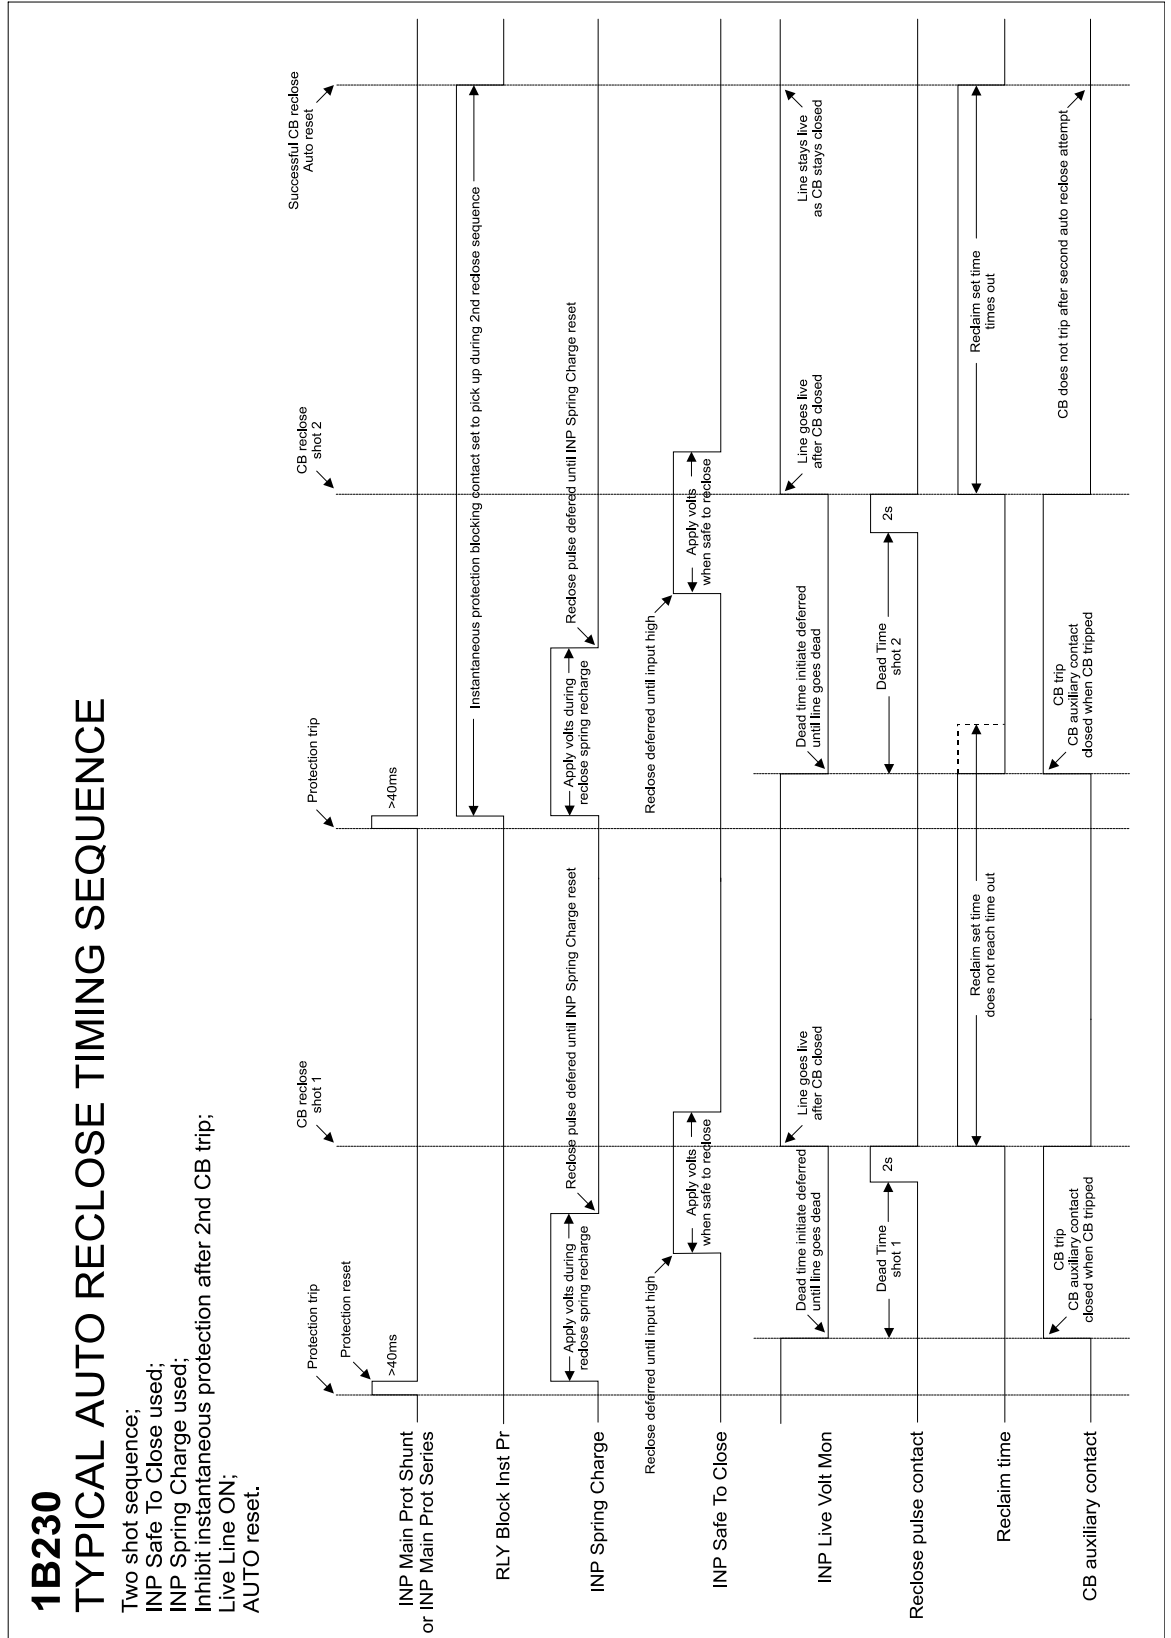 1B230
TYPICAL AUTO RECLOSE TIMING SEQUENCE
Two shot sequence;
INP Safe To Close used;
INP Spring Charge used;
Inhibit instantaneous protection after 2nd CB trip;
Live Line ON;
AUTO reset.
Protection trip
Protection reset
CB reclose
shot 1
Protection trip
CB reclose
shot 2
Successful CB reclose
Auto reset
INP Main Prot Shunt
or INP Main Prot Series
>40ms
>40ms
RLY Block Inst Pr
Instantaneous protection blocking contact set to pick up during 2nd reclose sequence
INP Spring Charge
Apply volts during
reclose spring recharge
Reclose pulse defered until INP Spring Charge reset
Apply volts during
reclose spring recharge
Reclose pulse defered until INP Spring Charge reset
INP Safe To Close
Reclose deferred until input high
Apply volts
when safe to reclose
Reclose deferred until input high
Apply volts
when safe to reclose
INP Live Volt Mon
Dead time initiate deferred
until line goes dead
Line goes live
after CB closed
Dead time initiate deferred
until line goes dead
Line goes live
after CB closed
Line stays live
as CB stays closed
Reclose pulse contact
Dead Time
shot 1
2s
Dead Time
shot 2
2s
Reclaim time
Reclaim set time
does not reach time out
Reclaim set time
times out
CB auxiliary contact
CB trip
CB auxiliary contact
closed when CB tripped
CB trip
CB auxiliary contact
closed when CB tripped
CB does not trip after second auto reclose attempt